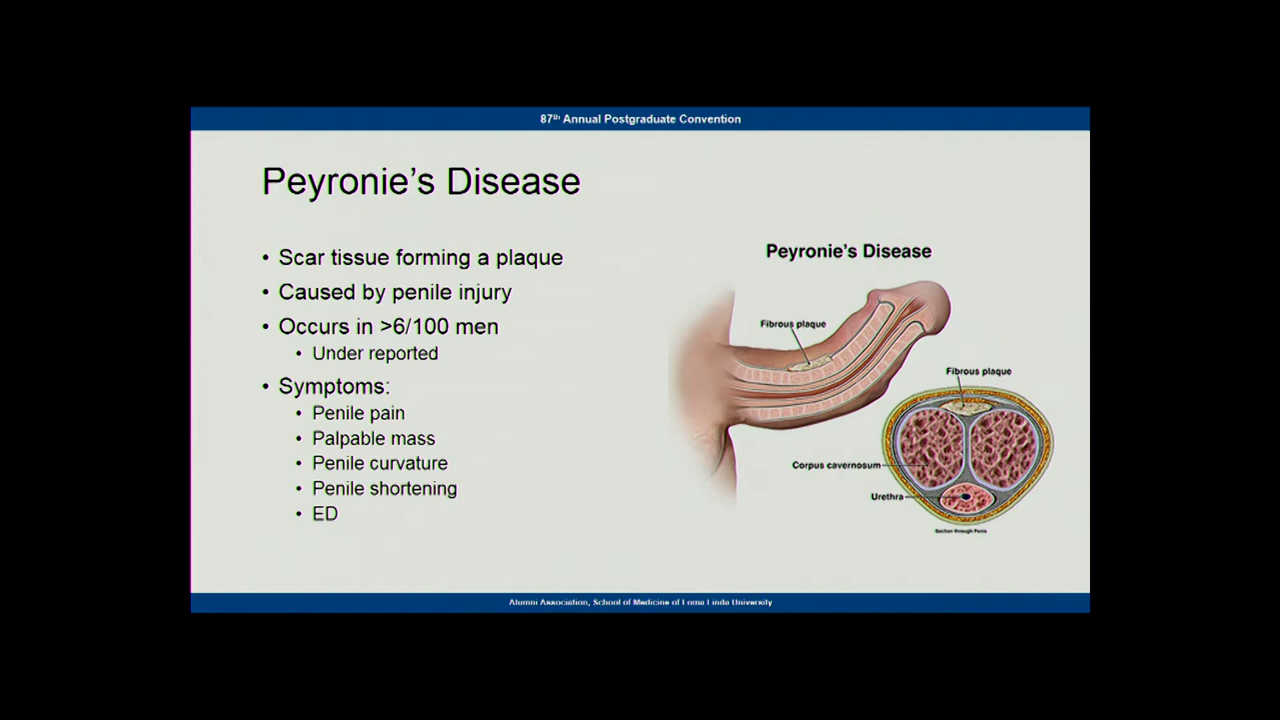 87th Annual Postgraduate Convention
Peyronie's Disease
• Scar tissue forming a plaque
• Caused by penile injury
• Occurs in >6/100 men
• Under reported
• Symptoms:
• Penile pain
• Palpable mass
• Penile curvature
• Penile shortening
• ED
Peyronie's Disease
Fibrous plaque
Fibrous plaque
Corpus cavernosum
Urethra
Section through Penis
Alumni Association, School of Medicine of Loma Linda University